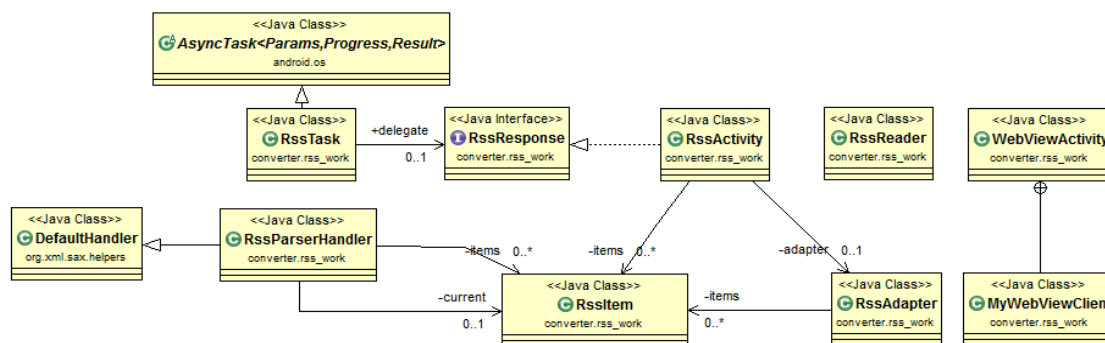 <<Java Class>>
AsyncTask<Params,Progress,Result>
android.os
<<Java Class>>
RssTask
converter.rss_work
+delegate
0..1
<<Java Interface>>
RssResponse
converter.rss_work
<<Java Class>>
RssActivity
converter.rss_work
<<Java Class>>
RssReader
converter.rss_work
<<Java Class>>
WebViewActivity
converter.rss_work
<<Java Class>>
DefaultHandler
org.xml.sax.helpers
<<Java Class>>
RssParserHandler
converter.rss_work
-items 0..*
-items 0..*
-adapter 0..1
-current
0..1
<<Java Class>>
RssItem
converter.rss_work
-items
0..*
<<Java Class>>
RssAdapter
converter.rss_work
<<Java Class>>
MyWebViewClient
converter.rss_work